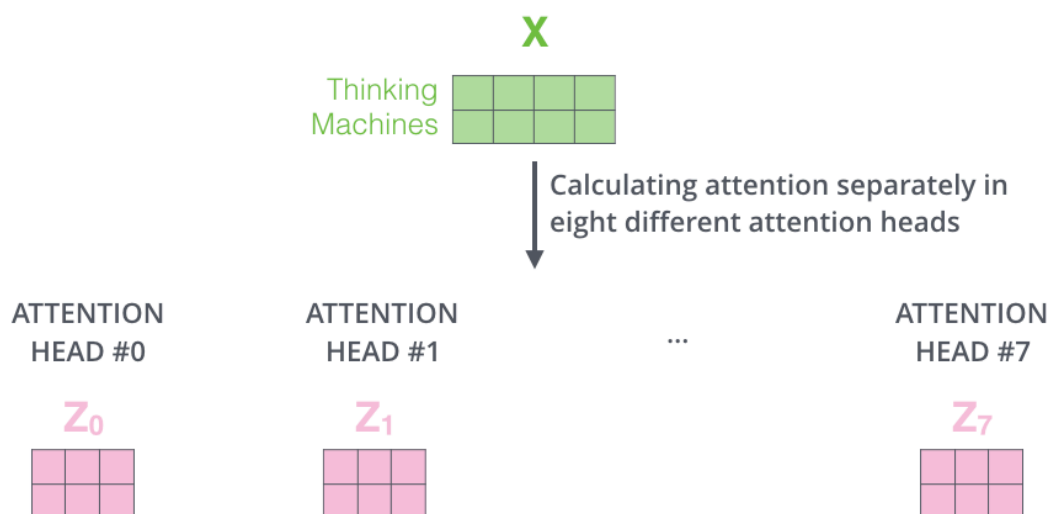 X
Thinking
Machines
Calculating attention separately in
eight different attention heads
ATTENTION
HEAD #0
ATTENTION
HEAD #1
...
ATTENTION
HEAD #7
Z₀
Z₁
Z₇